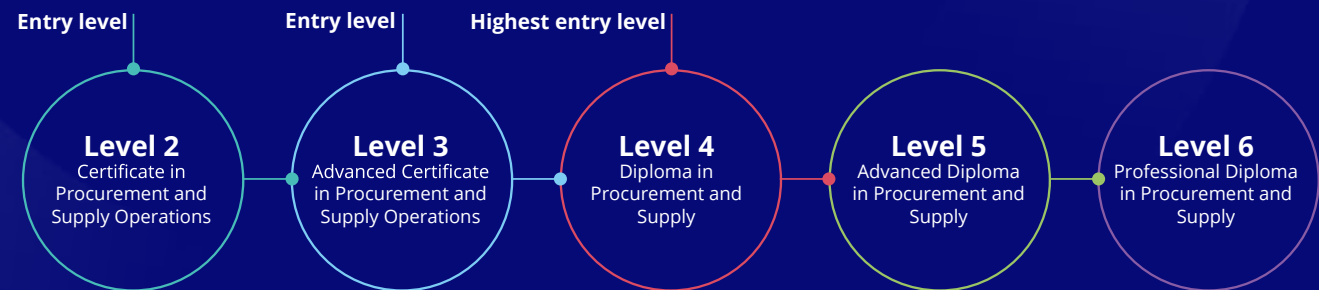 Entry level
Entry level
Highest entry level
Level 2
Certificate in
Procurement and
Supply Operations
Level 3
Advanced Certificate
in Procurement and
Supply Operations
Level 4
Diploma in
Procurement and
Supply
Level 5
Advanced Diploma
in Procurement and
Supply
Level 6
Professional Diploma
in Procurement and
Supply